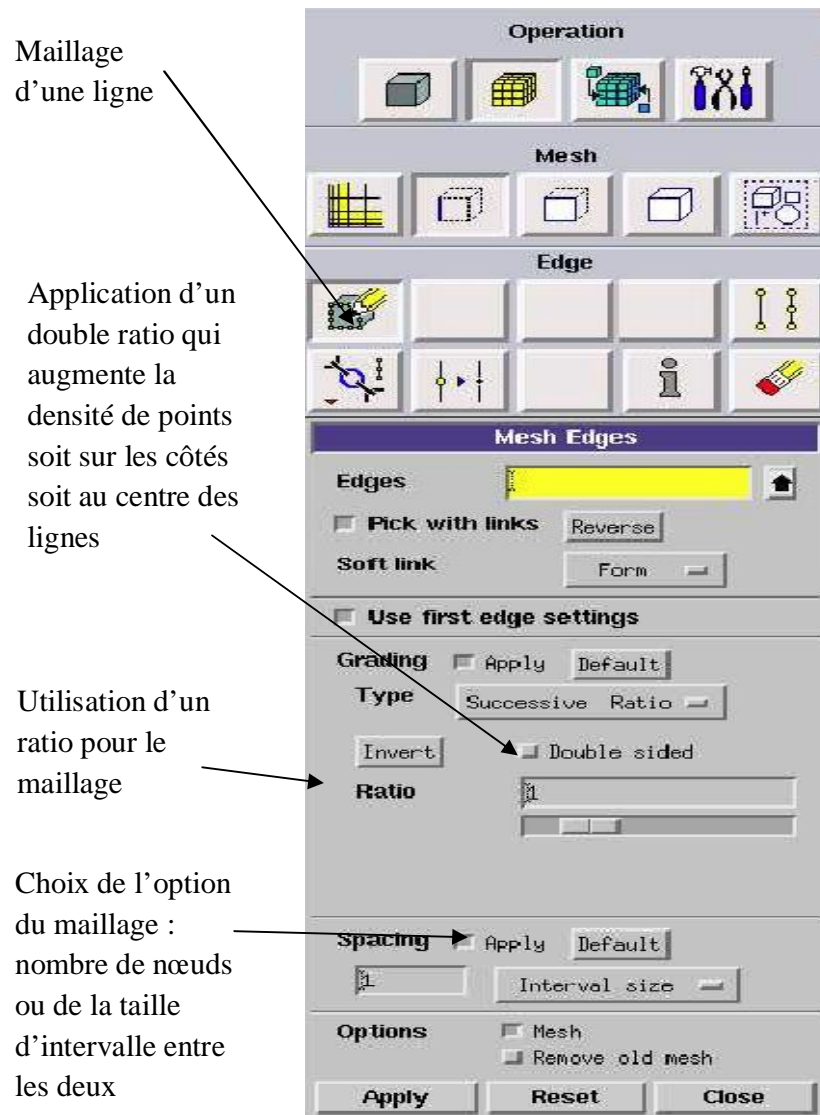 Maillage
d’une ligne
Application d’un
double ratio qui
augmente la
densité de points
soit sur les côtés
soit au centre des
lignes
Utilisation d’un
ratio pour le
maillage
Choix de l’option
du maillage :
nombre de nœuds
ou de la taille
d’intervalle entre
les deux
Operation
Mesh
Edge
Mesh Edges
Edges
Pick with links Reverse
Soft link Form
Use first edge settings
Grading Apply Default
Type Successive Ratio
Invert Double sided
Ratio 1
Spacing Apply Default
1 Interval size
Options Mesh
Remove old mesh
Apply Reset Close